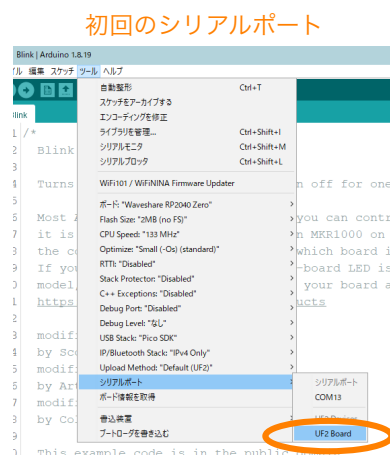 初回のシリアルポート
Blink | Arduino 1.8.19
イル 編集 スケッチ ツール ヘルプ
自動整形 Ctrl+T
スケッチをアーカイブする
エンコーディングを修正
ライブラリを管理... Ctrl+Shift+I
シリアルモニタ Ctrl+Shift+M
シリアルプロッタ Ctrl+Shift+L
WiFi101 / WiFiNINA Firmware Updater
ボード: "Waveshare RP2040 Zero"
Flash Size: "2MB (no FS)"
CPU Speed: "133 MHz"
Optimize: "Small (-Os) (standard)"
RTTI: "Disabled"
Stack Protector: "Disabled"
C++ Exceptions: "Disabled"
Debug Port: "Disabled"
Debug Level: "なし"
USB Stack: "Pico SDK"
IP/Bluetooth Stack: "IPv4 Only"
Upload Method: "Default (UF2)"
シリアルポート
ボード情報を取得
書込装置
ブートローダを書き込む
シリアルポート
COM13
UF2 Board
Blink
/*
Blink
Turns n off for one
Most you can contr
it is n MKR1000 on
the co which board i
If you -board LED is
model, your board a
https ucts
modif
by Sco
modif
by Art
modif
by Col
This example code is in the public